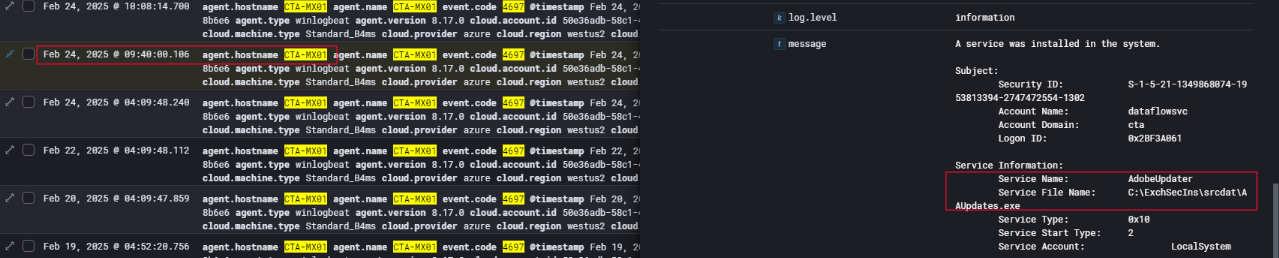 Feb 24, 2025 @ 10:08:14.700 agent.hostname CTA-MX01 agent.name CTA-MX01 event.code 4697 @timestamp Feb 24, 20
8b6e6 agent.type winlogbeat agent.version 8.17.0 cloud.account.id 50e36adb-58c1-4
cloud.machine.type Standard_B4ms cloud.provider azure cloud.region westus2 cloud
Feb 24, 2025 @ 09:40:00.106 agent.hostname CTA-MX01 agent.name CTA-MX01 event.code 4697 @timestamp Feb 24, 20
8b6e6 agent.type winlogbeat agent.version 8.17.0 cloud.account.id 50e36adb-58c1-4
cloud.machine.type Standard_B4ms cloud.provider azure cloud.region westus2 cloud
Feb 24, 2025 @ 04:09:48.240 agent.hostname CTA-MX01 agent.name CTA-MX01 event.code 4697 @timestamp Feb 24, 20
8b6e6 agent.type winlogbeat agent.version 8.17.0 cloud.account.id 50e36adb-58c1-4
cloud.machine.type Standard_B4ms cloud.provider azure cloud.region westus2 cloud
Feb 22, 2025 @ 04:09:48.112 agent.hostname CTA-MX01 agent.name CTA-MX01 event.code 4697 @timestamp Feb 22, 20
8b6e6 agent.type winlogbeat agent.version 8.17.0 cloud.account.id 50e36adb-58c1-4
cloud.machine.type Standard_B4ms cloud.provider azure cloud.region westus2 cloud
Feb 20, 2025 @ 04:09:47.859 agent.hostname CTA-MX01 agent.name CTA-MX01 event.code 4697 @timestamp Feb 20, 20
8b6e6 agent.type winlogbeat agent.version 8.17.0 cloud.account.id 50e36adb-58c1-4
cloud.machine.type Standard_B4ms cloud.provider azure cloud.region westus2 cloud
Feb 19, 2025 @ 04:52:20.756 agent.hostname CTA-MX01 agent.name CTA-MX01 event.code 4697 @timestamp Feb 19, 20
k log.level information
t message A service was installed in the system.
Subject:
Security ID: S-1-5-21-1349868074-19
53813394-2747472554-1302
Account Name: dataflowsvc
Account Domain: cta
Logon ID: 0x2BF3A061
Service Information:
Service Name: AdobeUpdater
Service File Name: C:\ExchSecIns\srcdat\A
AUpdates.exe
Service Type: 0x10
Service Start Type: 2
Service Account: LocalSystem